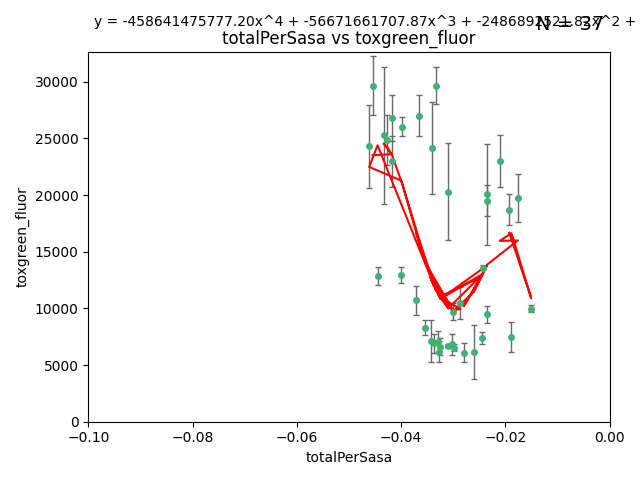 y = -458641475777.20x^4 + -56671661707.87x^3 + -2486892521.82x^2 +
N = 37
totalPerSasa vs toxgreen_fluor
toxgreen_fluor
30000
25000
20000
15000
10000
5000
0
−0.10 −0.08 −0.06 −0.04 −0.02 0.00
totalPerSasa